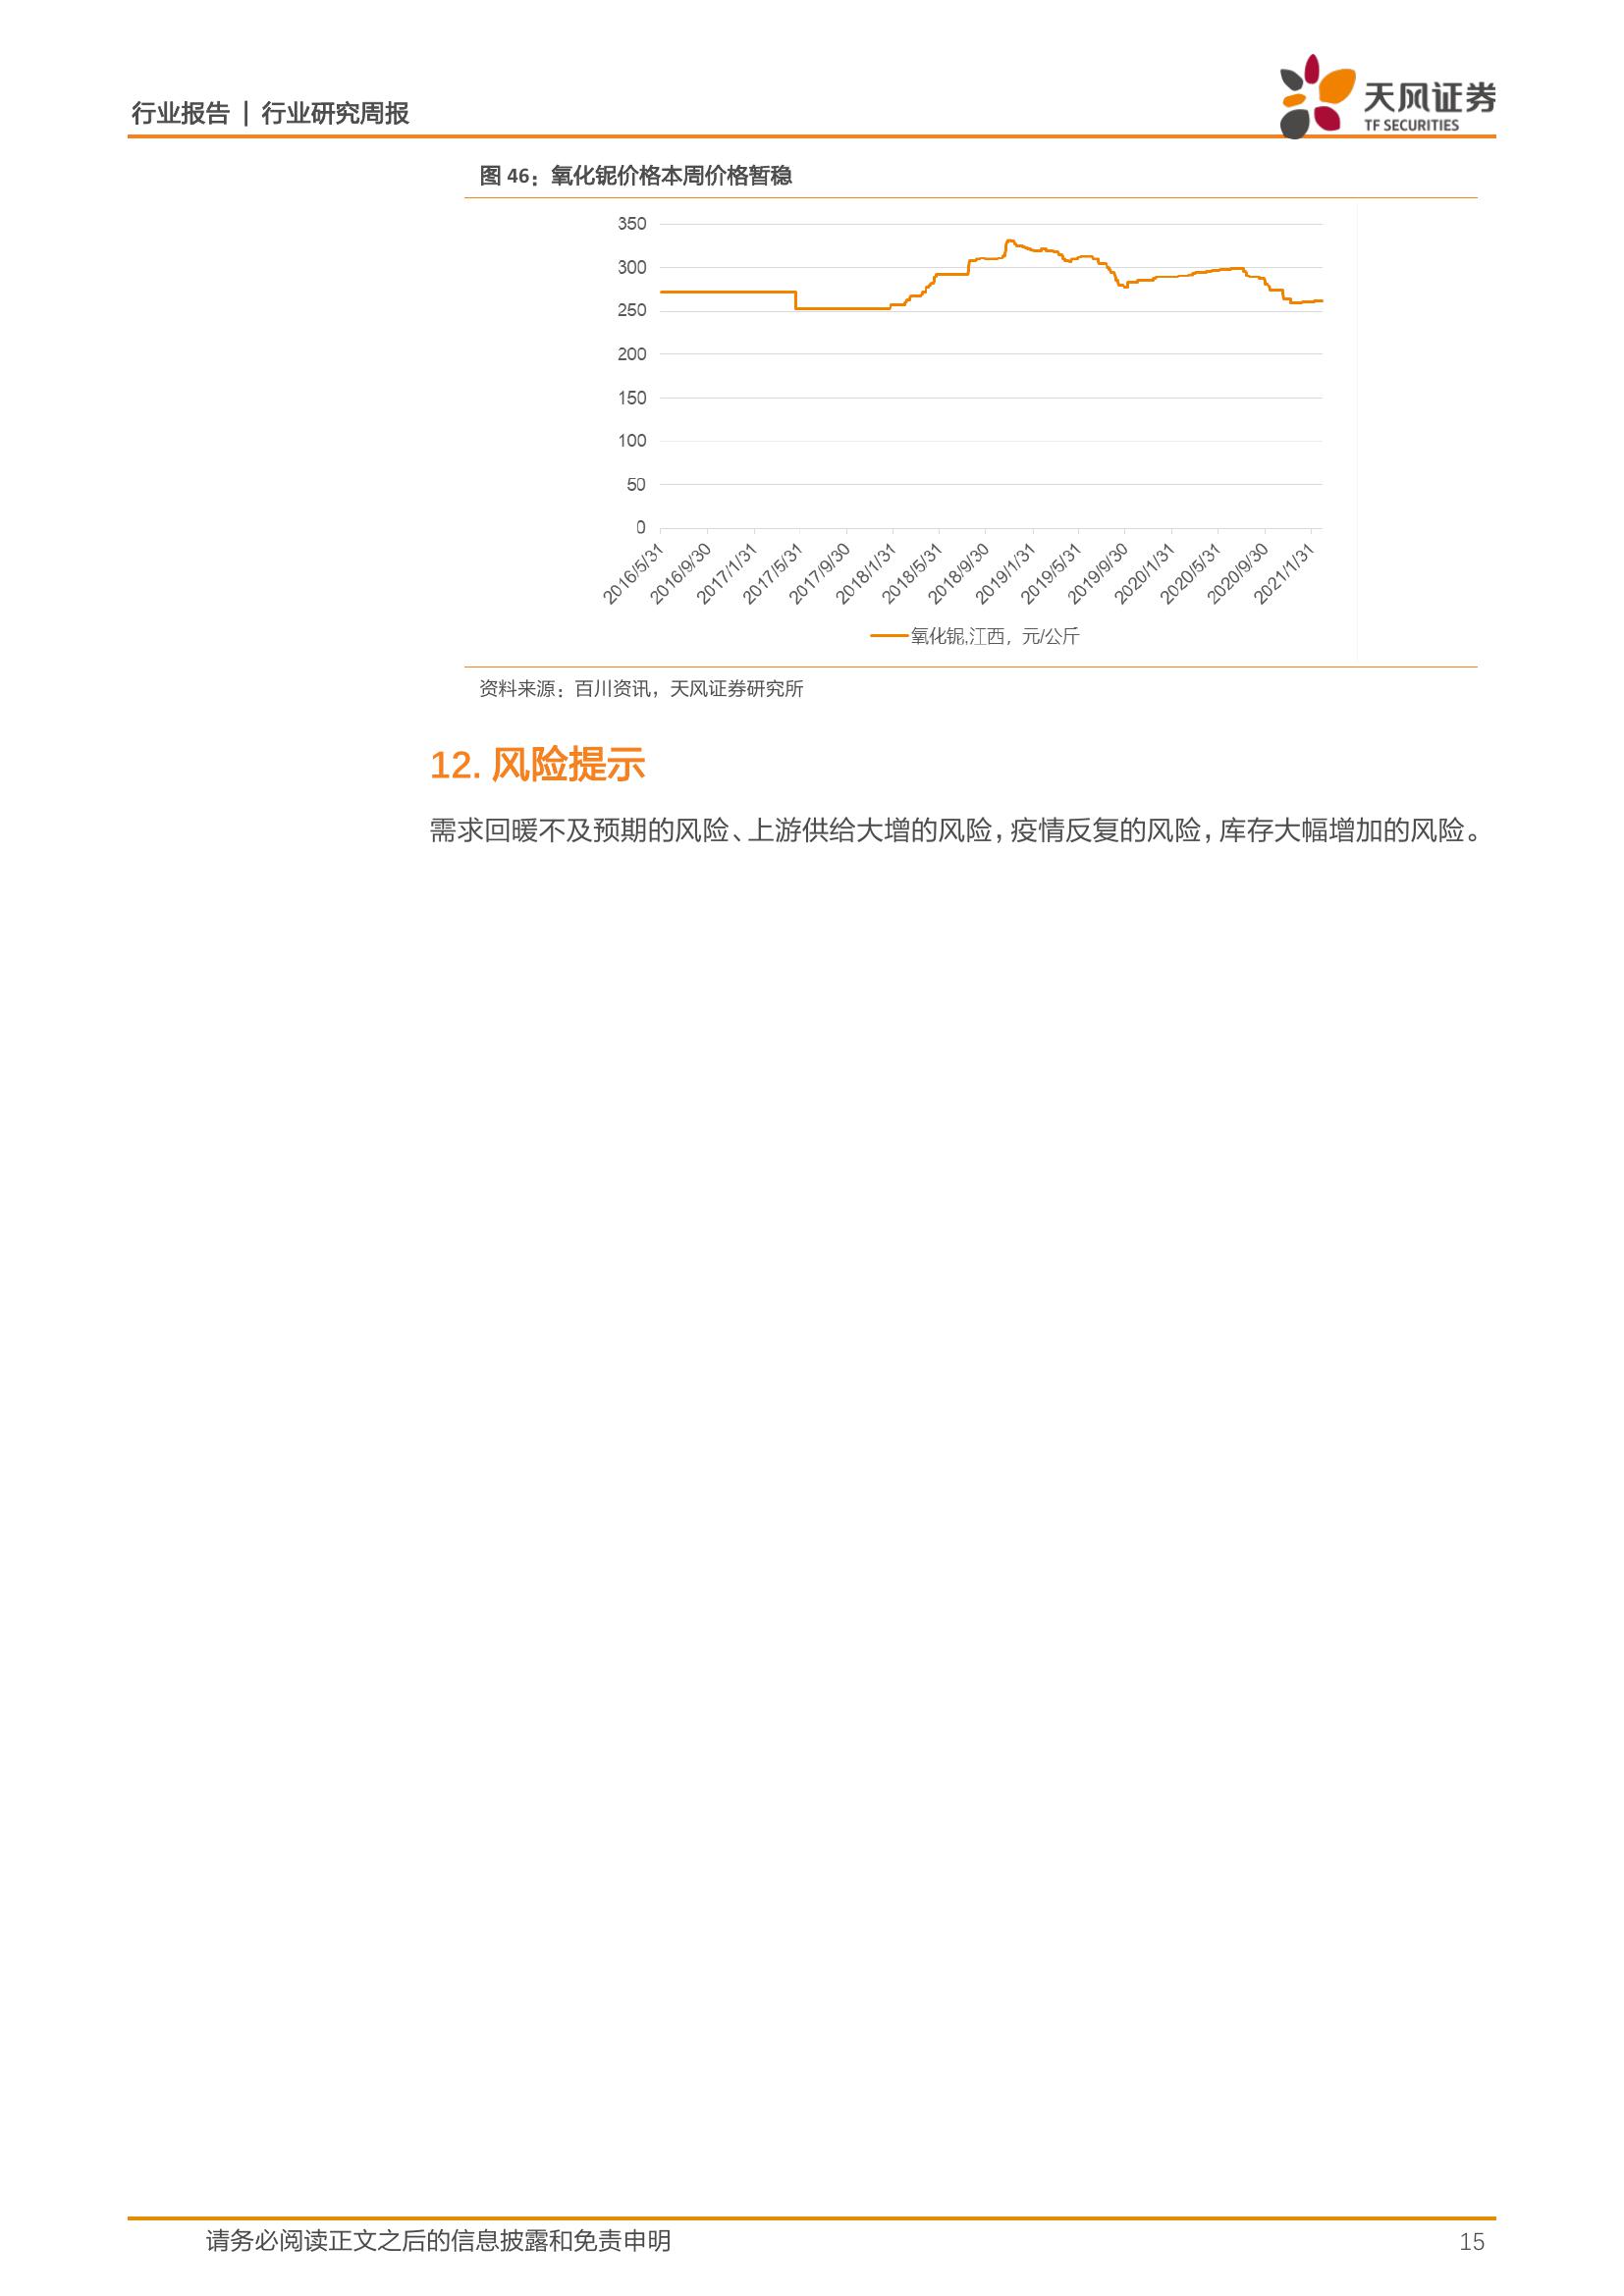 行业报告 | 行业研究周报
天风证券
TF SECURITIES
图 46：氧化铌价格本周价格暂稳
350
300
250
200
150
100
50
0
2016/5/31
2016/9/30
2017/1/31
2017/5/31
2017/9/30
2018/1/31
2018/5/31
2018/9/30
2019/1/31
2019/5/31
2019/9/30
2020/1/31
2020/5/31
2020/9/30
2021/1/31
氧化铌,江西，元/公斤
资料来源：百川资讯，天风证券研究所
12. 风险提示
需求回暖不及预期的风险、上游供给大增的风险，疫情反复的风险，库存大幅增加的风险。
请务必阅读正文之后的信息披露和免责申明
15